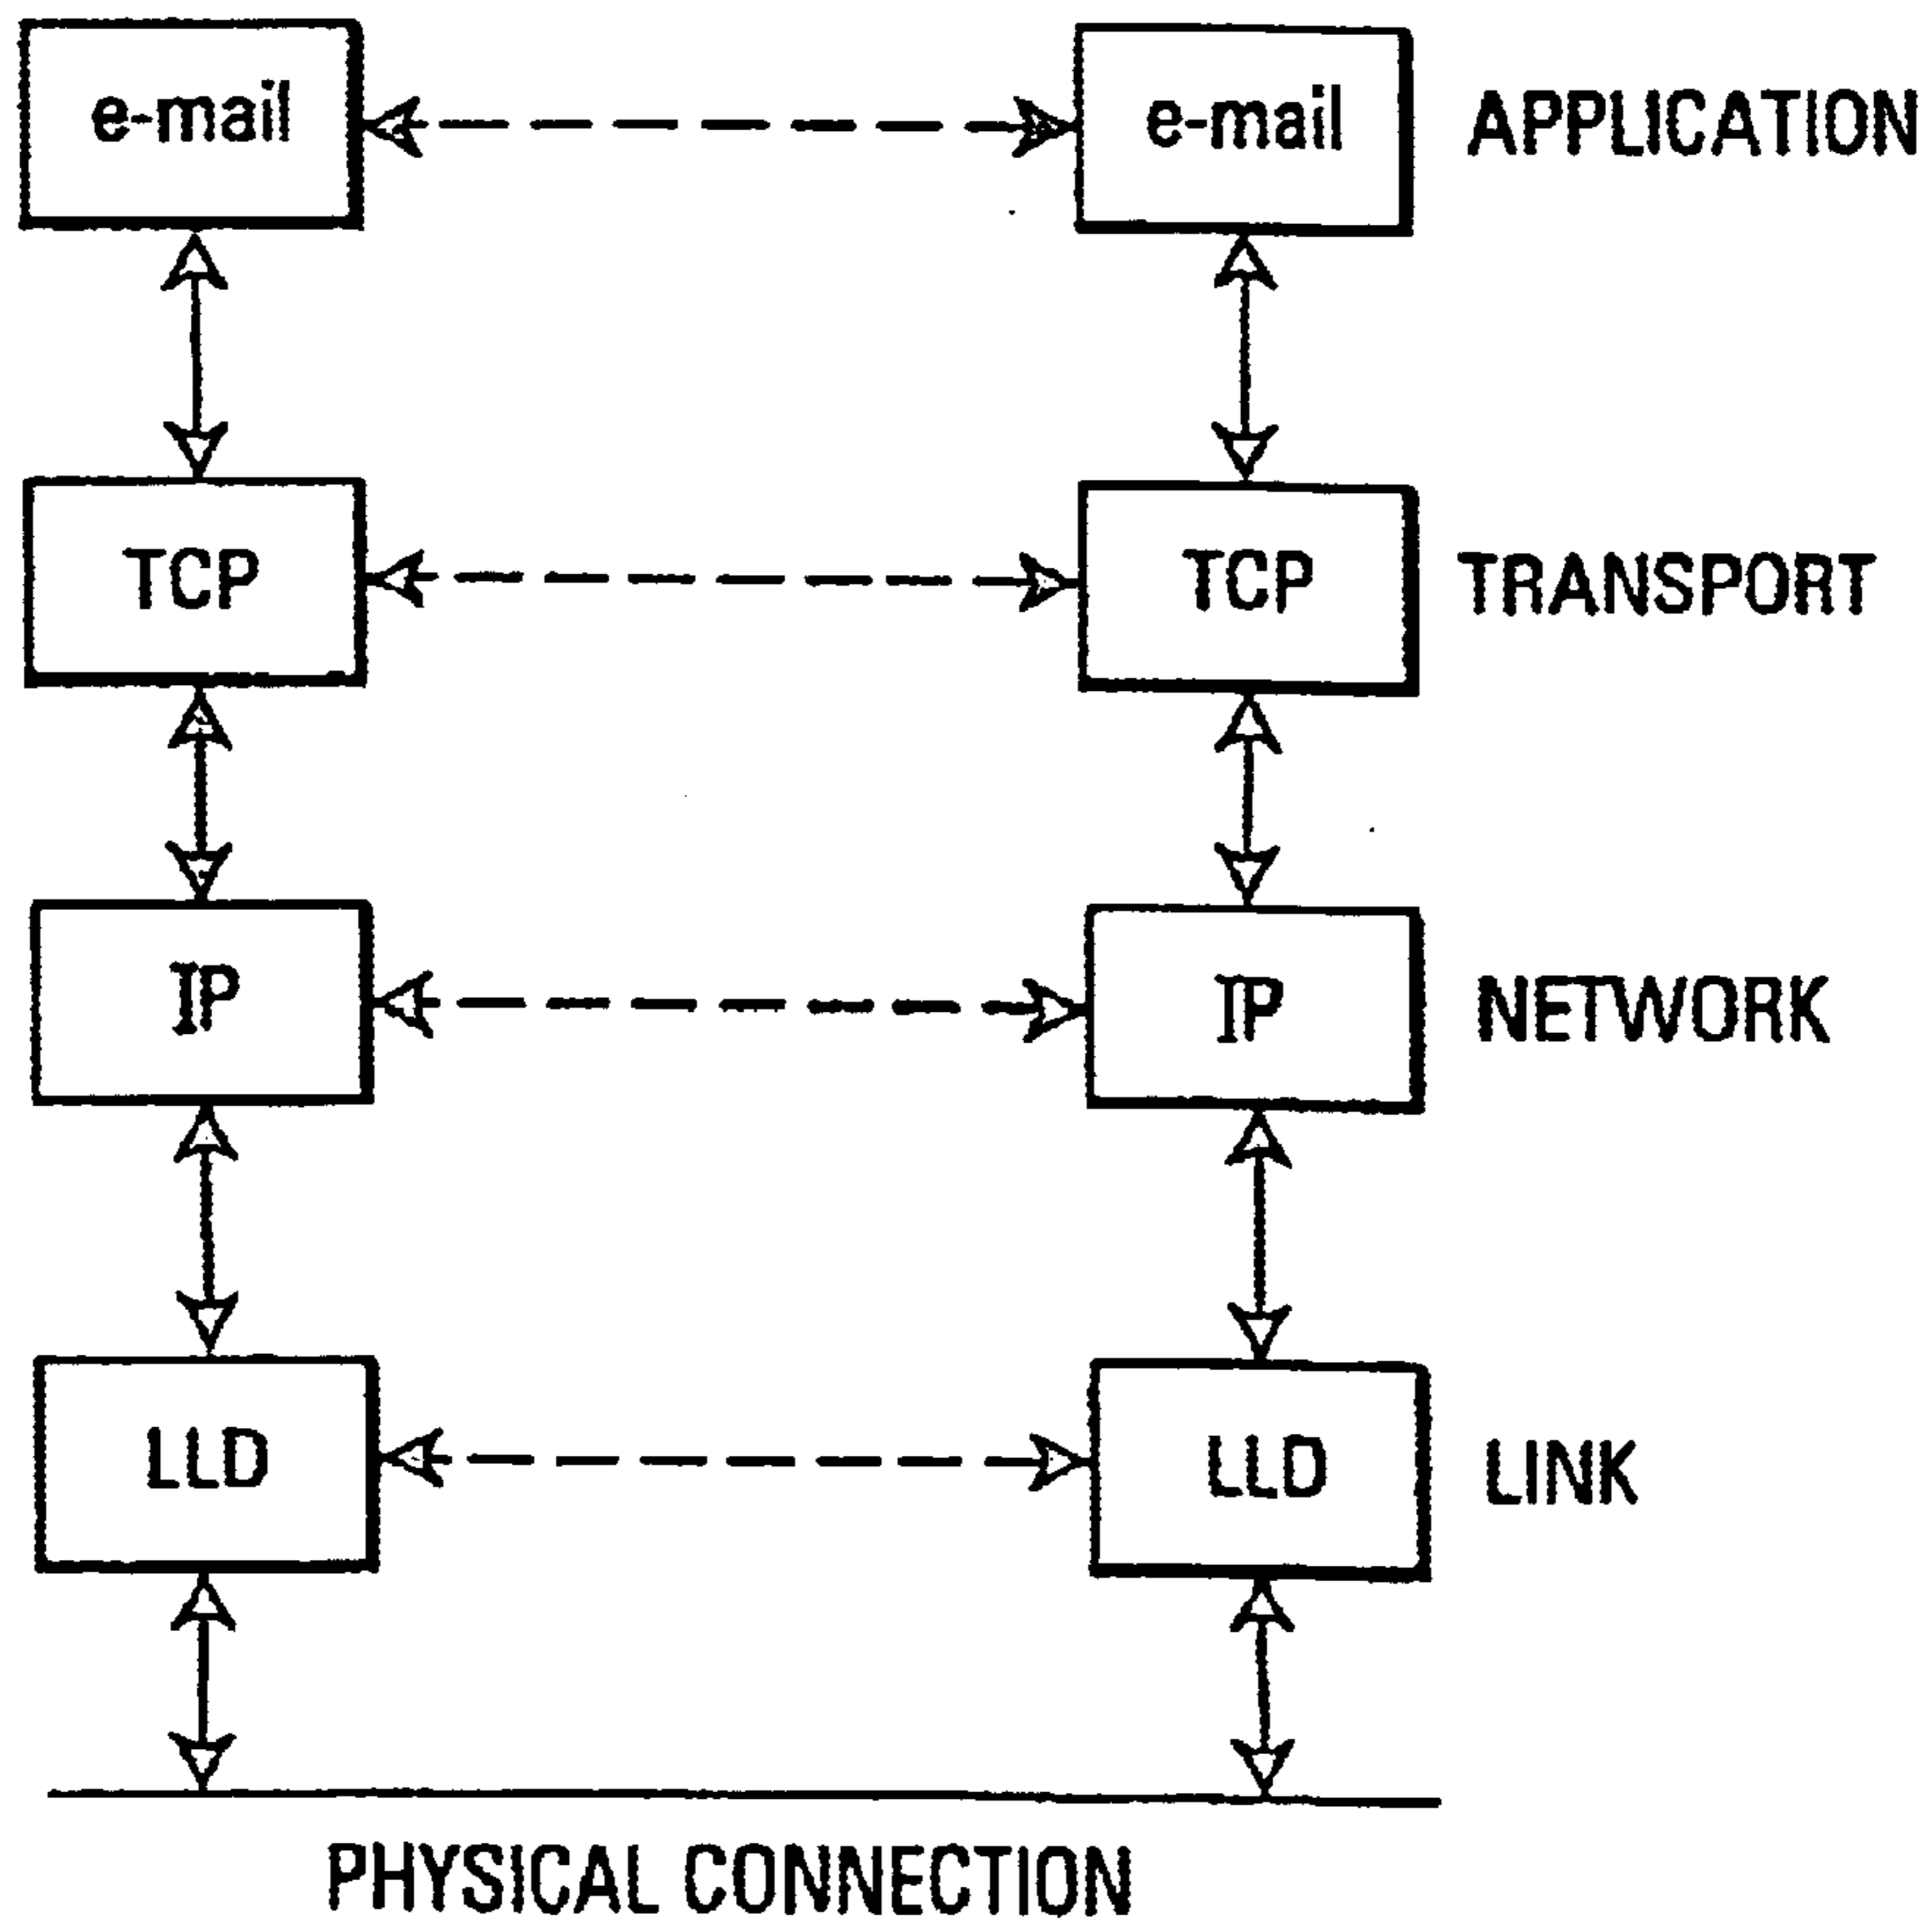 e-mail e-mail APPLICATION
TCP TCP TRANSPORT
IP IP NETWORK
LLD LLD LINK
PHYSICAL CONNECTION